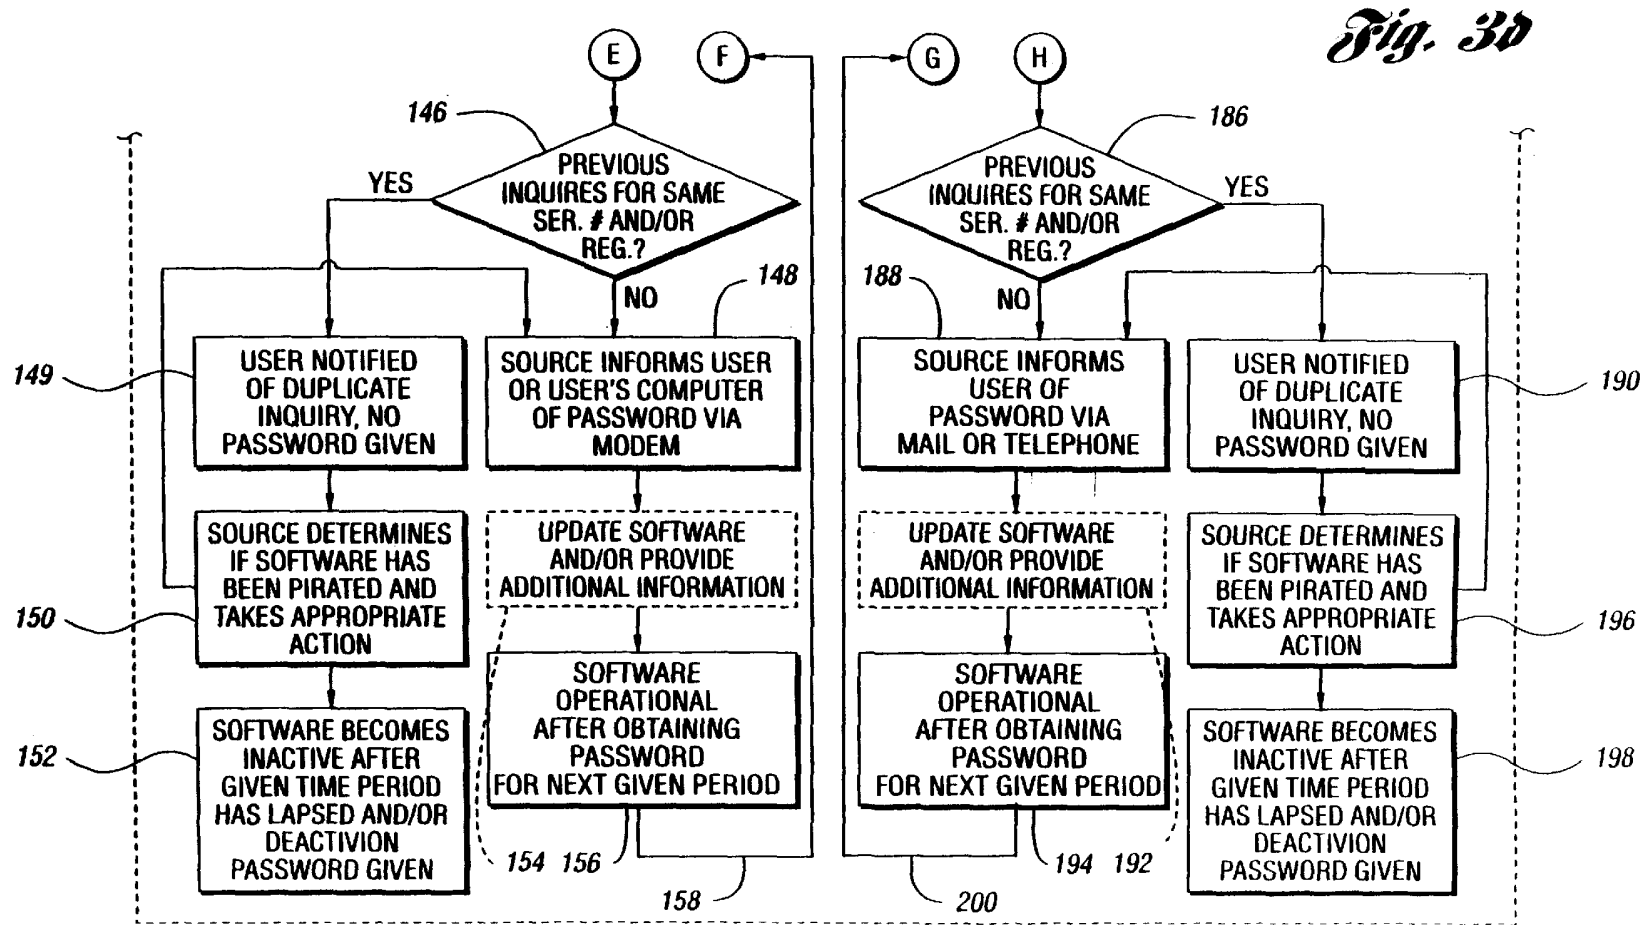 Fig. 3d
E
F
G
H
146
186
PREVIOUS
INQUIRES FOR SAME
SER. # AND/OR
REG.?
YES
NO
PREVIOUS
INQUIRES FOR SAME
SER. # AND/OR
REG.?
YES
NO
148
188
149
USER NOTIFIED
OF DUPLICATE
INQUIRY, NO
PASSWORD GIVEN
SOURCE INFORMS USER
OR USER'S COMPUTER
OF PASSWORD VIA
MODEM
SOURCE INFORMS
USER OF
PASSWORD VIA
MAIL OR TELEPHONE
USER NOTIFIED
OF DUPLICATE
INQUIRY, NO
PASSWORD GIVEN
190
150
SOURCE DETERMINES
IF SOFTWARE HAS
BEEN PIRATED AND
TAKES APPROPRIATE
ACTION
UPDATE SOFTWARE
AND/OR PROVIDE
ADDITIONAL INFORMATION
UPDATE SOFTWARE
AND/OR PROVIDE
ADDITIONAL INFORMATION
SOURCE DETERMINES
IF SOFTWARE HAS
BEEN PIRATED AND
TAKES APPROPRIATE
ACTION
196
152
SOFTWARE BECOMES
INACTIVE AFTER
GIVEN TIME PERIOD
HAS LAPSED AND/OR
DEACTIVION
PASSWORD GIVEN
SOFTWARE
OPERATIONAL
AFTER OBTAINING
PASSWORD
FOR NEXT GIVEN PERIOD
SOFTWARE
OPERATIONAL
AFTER OBTAINING
PASSWORD
FOR NEXT GIVEN PERIOD
SOFTWARE BECOMES
INACTIVE AFTER
GIVEN TIME PERIOD
HAS LAPSED AND/OR
DEACTIVION
PASSWORD GIVEN
198
154
156
158
194
192
200